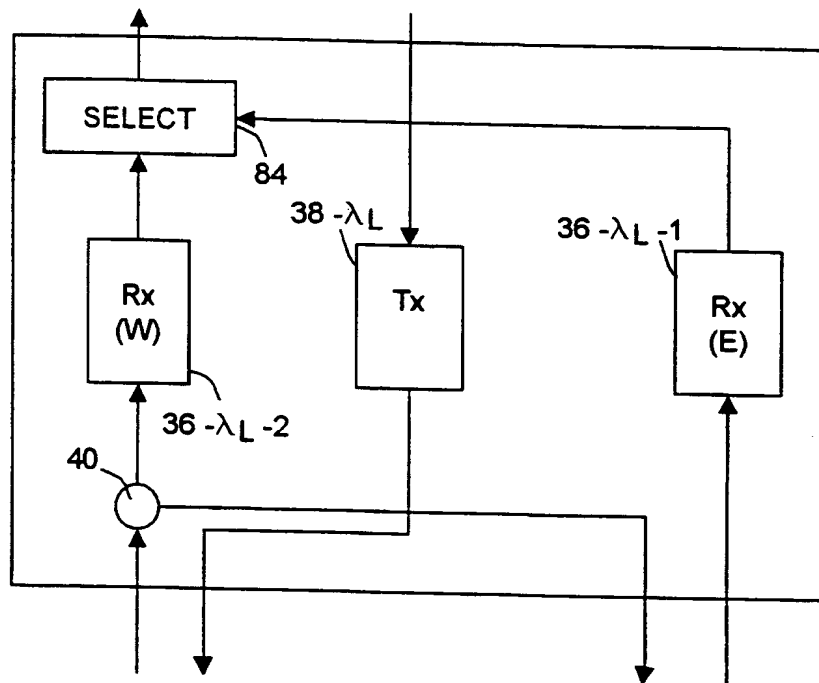 SELECT
84
38 -λL
36 -λL -1
Rx
(W)
Tx
Rx
(E)
36 -λL -2
40